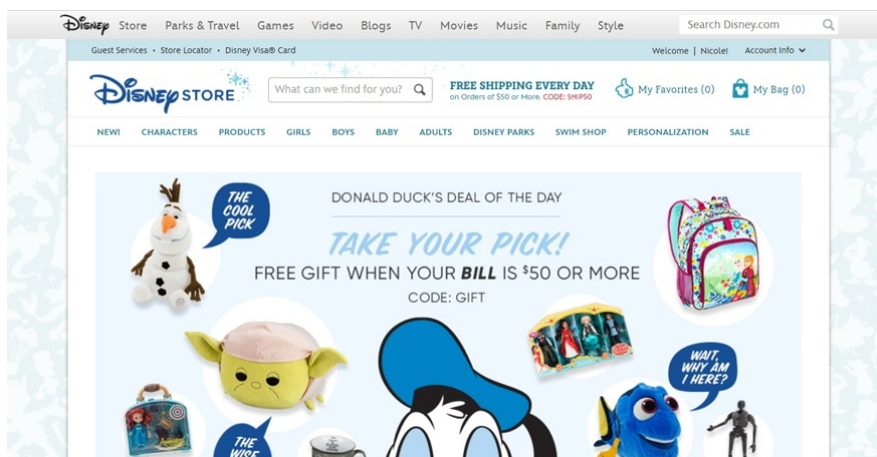 Disney Store Parks & Travel Games Video Blogs TV Movies Music Family Style Search Disney.com
Guest Services • Store Locator • Disney Visa® Card Welcome | Nicole! Account Info
Disney STORE What can we find for you? FREE SHIPPING EVERY DAY My Favorites (0) My Bag (0)
on Orders of $50 or More. CODE: SHIP50
NEW! CHARACTERS PRODUCTS GIRLS BOYS BABY ADULTS DISNEY PARKS SWIM SHOP PERSONALIZATION SALE
THE
COOL
PICK
DONALD DUCK'S DEAL OF THE DAY
TAKE YOUR PICK!
FREE GIFT WHEN YOUR BILL IS $50 OR MORE
CODE: GIFT
WAIT,
WHY AM
I HERE?
THE
WISE